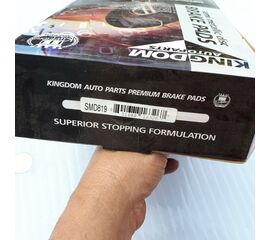 KINGDOM
AUTOPARTS
BRAKE PADS
KINGDOM AUTO PARTS PREMIUM BRAKE PADS
SMD819
SUPERIOR STOPPING FORMULATION